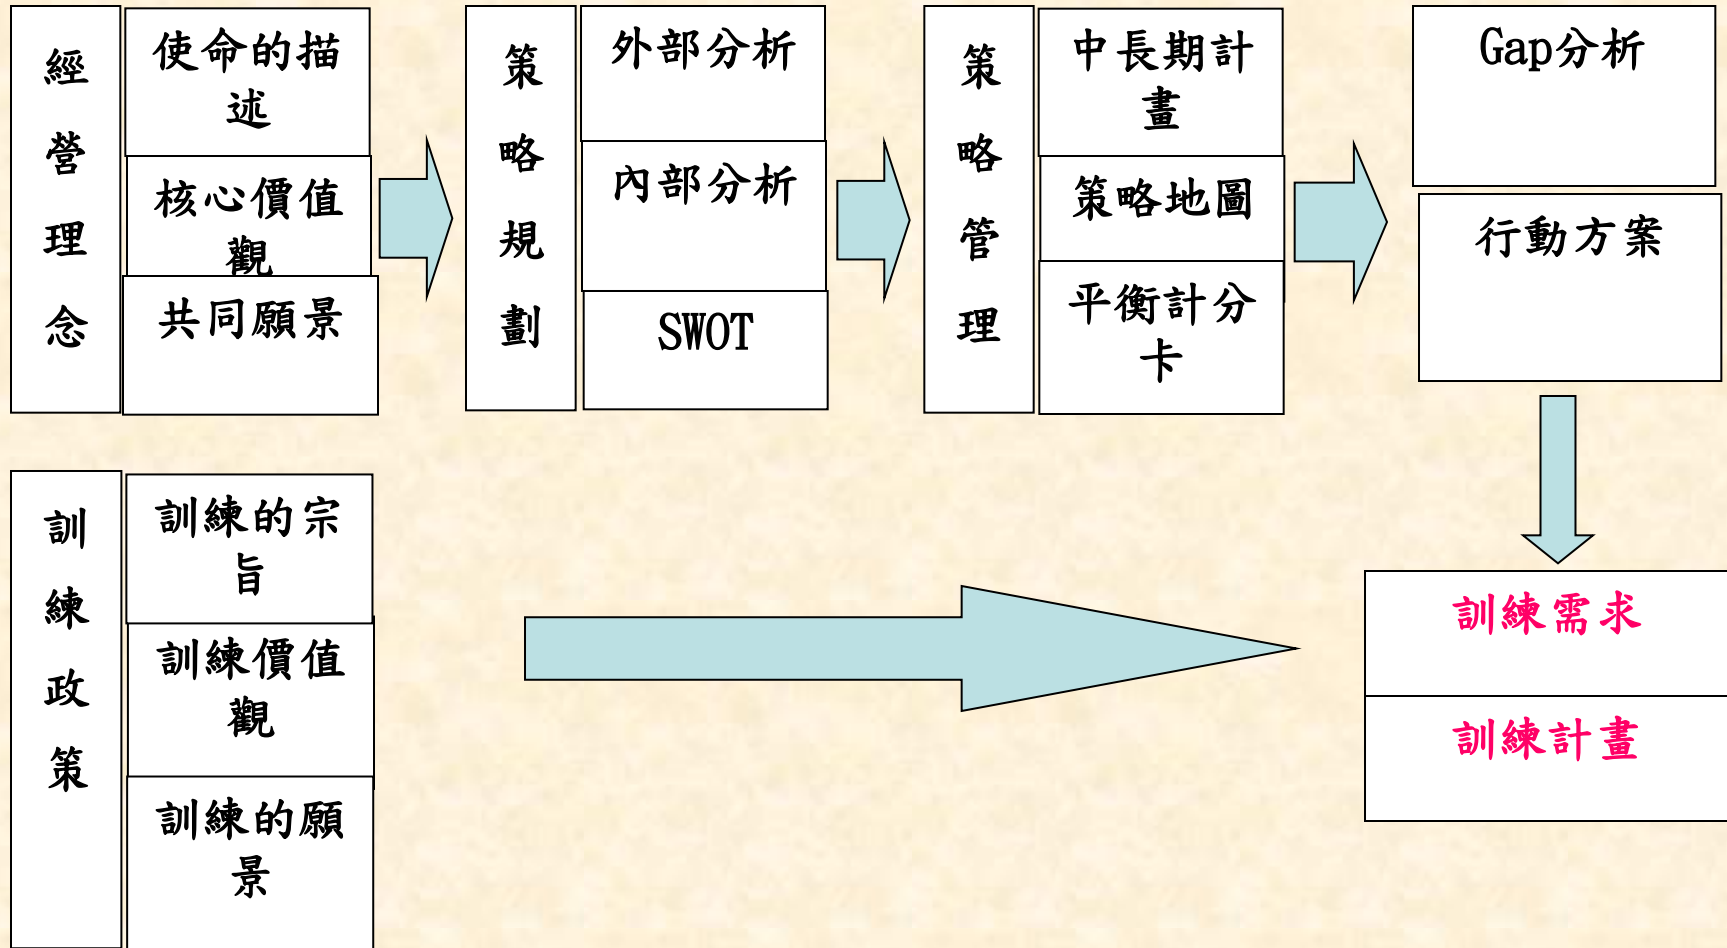 經營理念
使命的描
述
核心價值
觀
共同願景
策略規劃
外部分析
內部分析
SWOT
策略管理
中長期計
畫
策略地圖
平衡計分
卡
Gap分析
行動方案
訓練政策
訓練的宗
旨
訓練價值
觀
訓練的願
景
訓練需求
訓練計畫